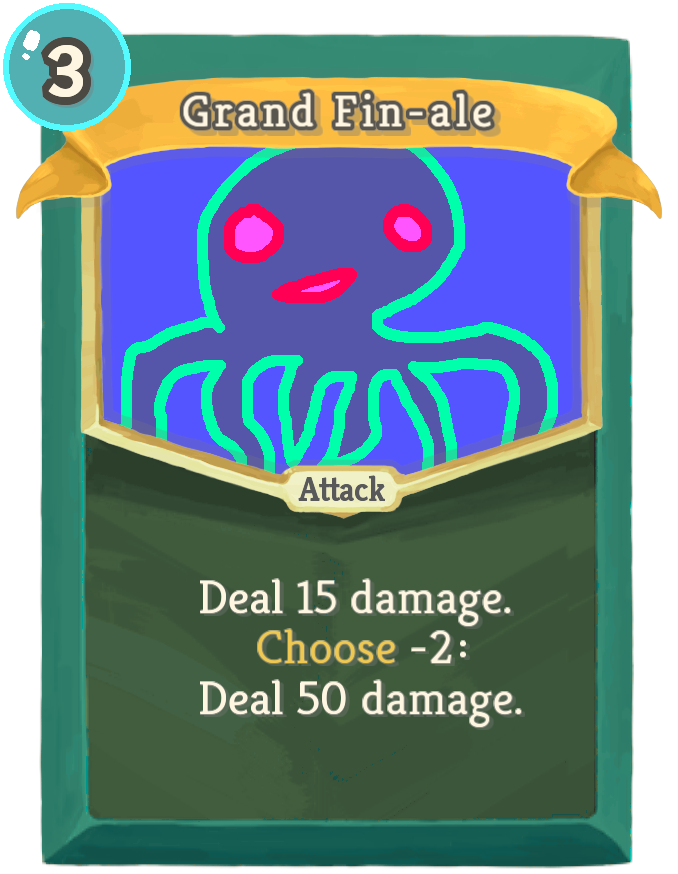 3
Grand Fin-ale
Attack
Deal 15 damage.
Choose -2:
Deal 50 damage.